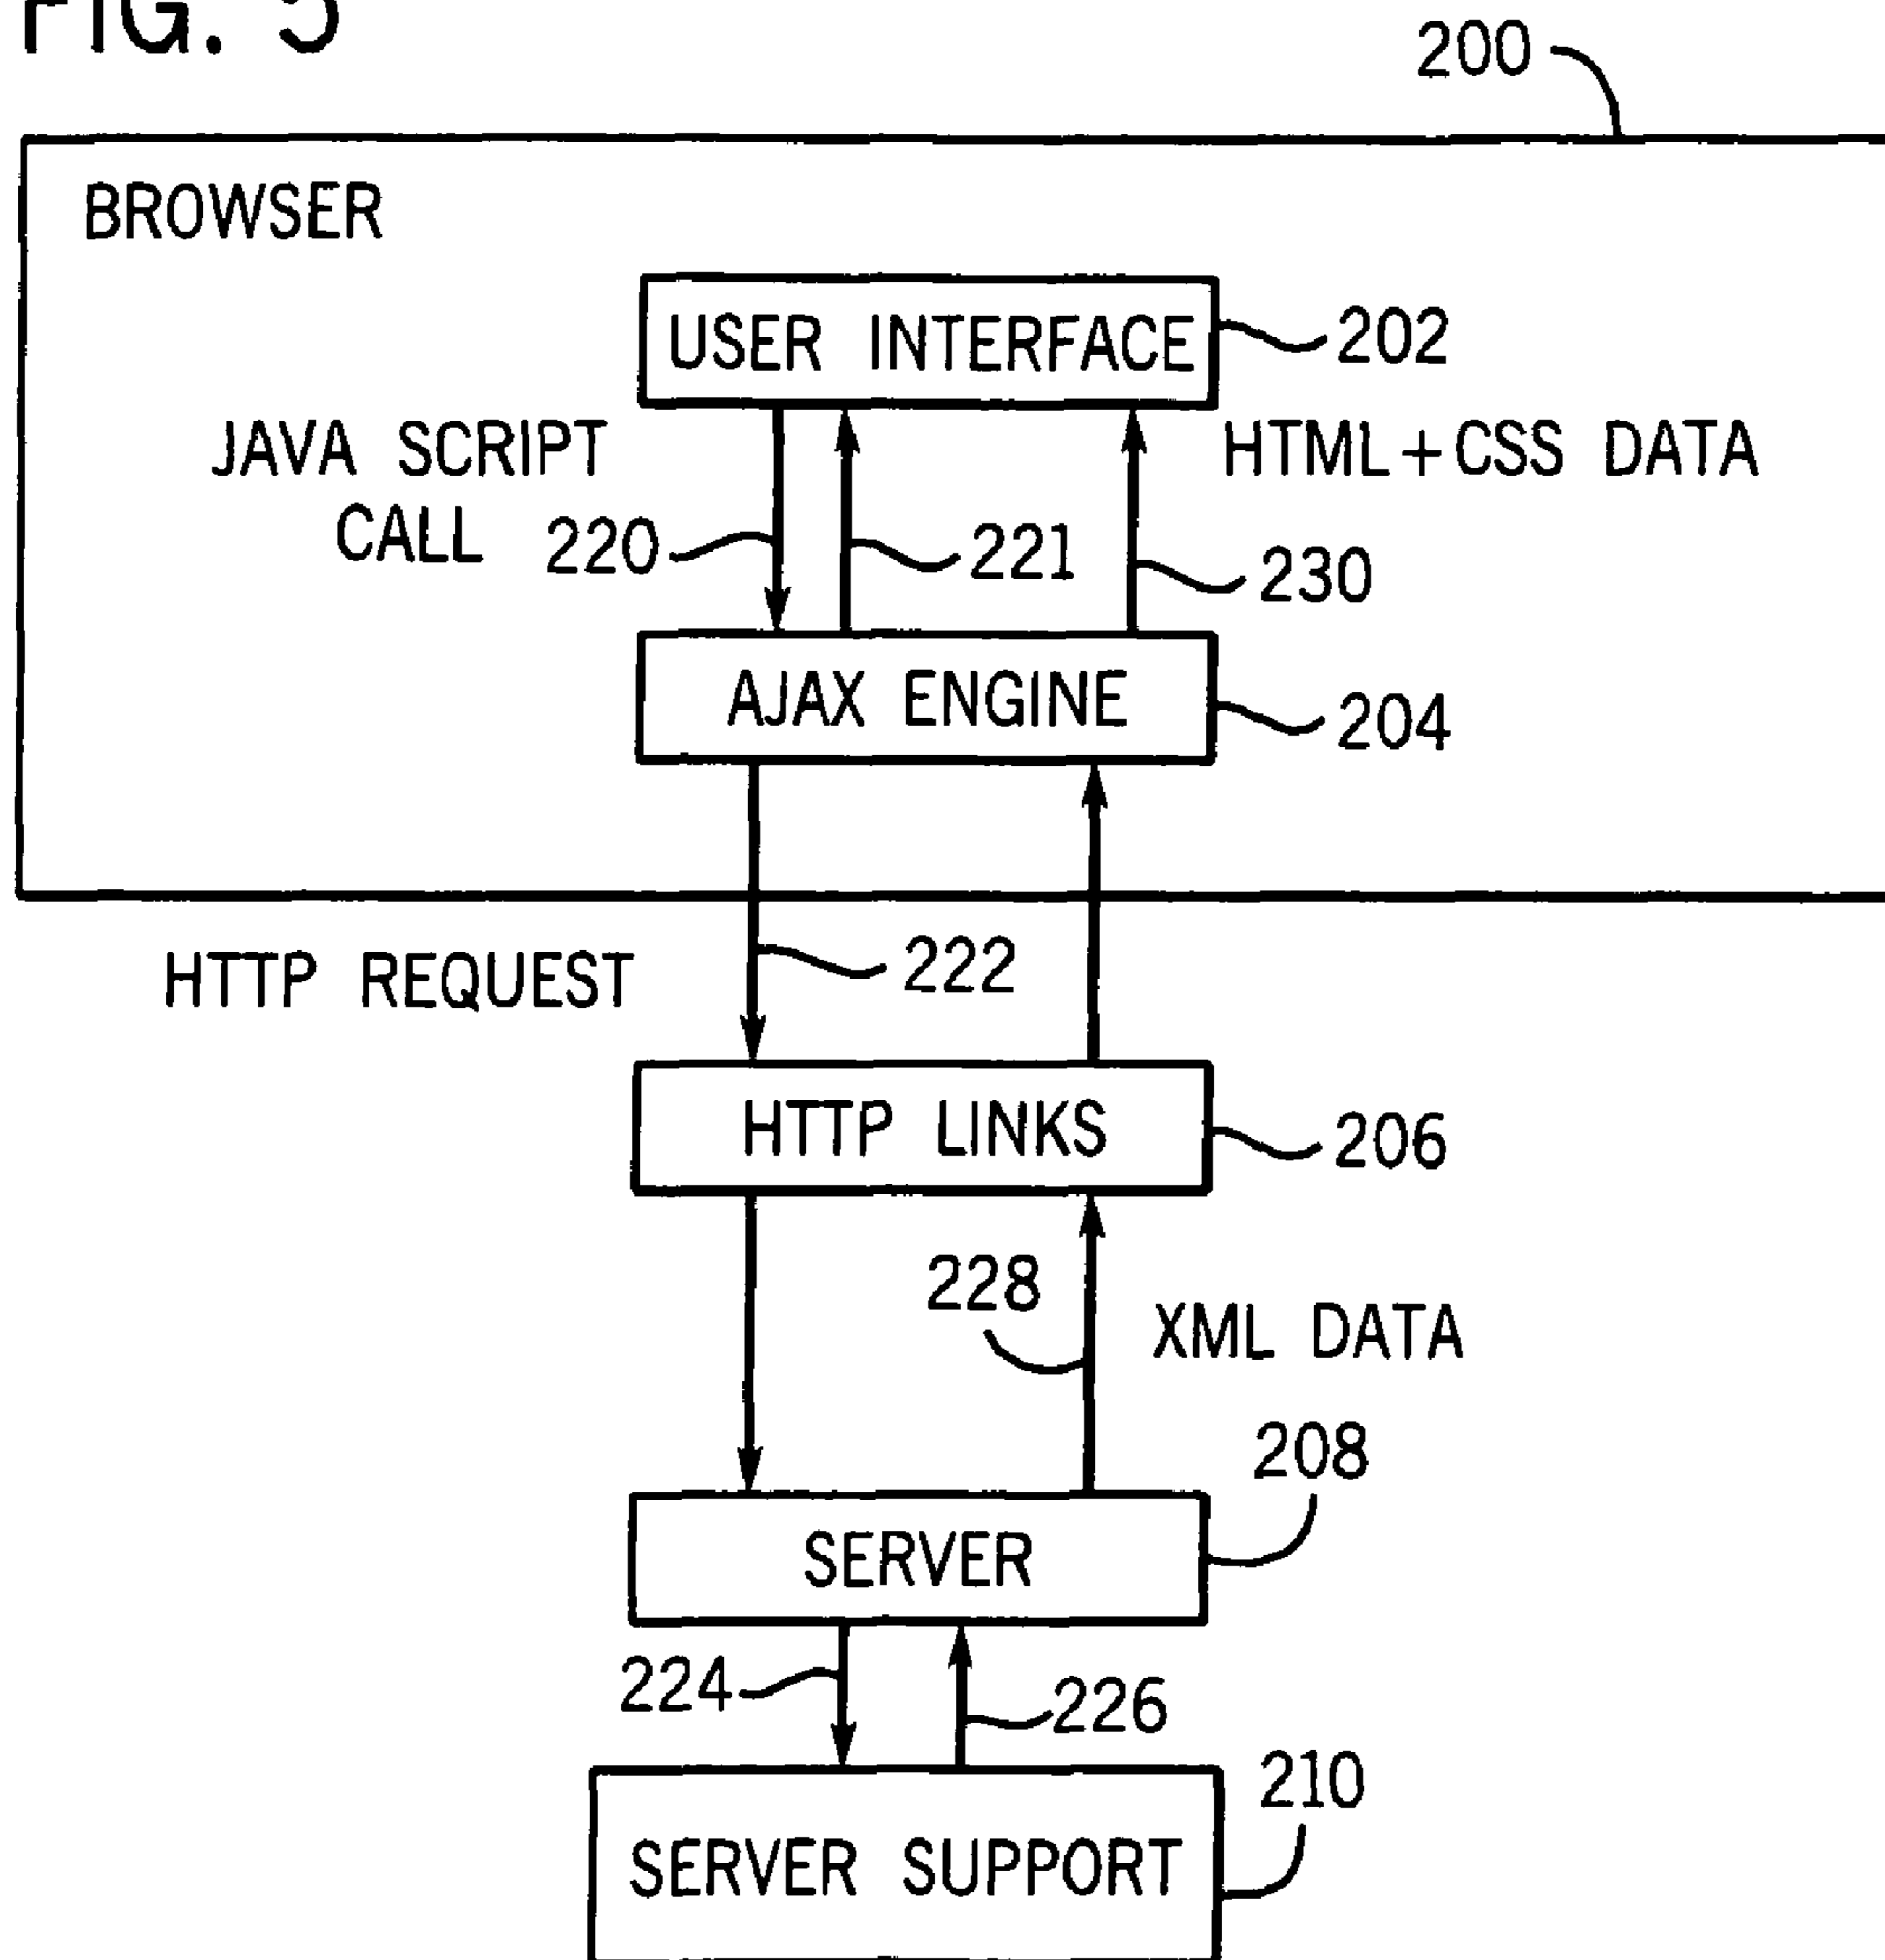 FIG. 5
200
BROWSER
USER INTERFACE
202
JAVA SCRIPT
CALL
HTML+CSS DATA
220
221
230
AJAX ENGINE
204
HTTP REQUEST
222
HTTP LINKS
206
228
XML DATA
208
SERVER
224
226
210
SERVER SUPPORT